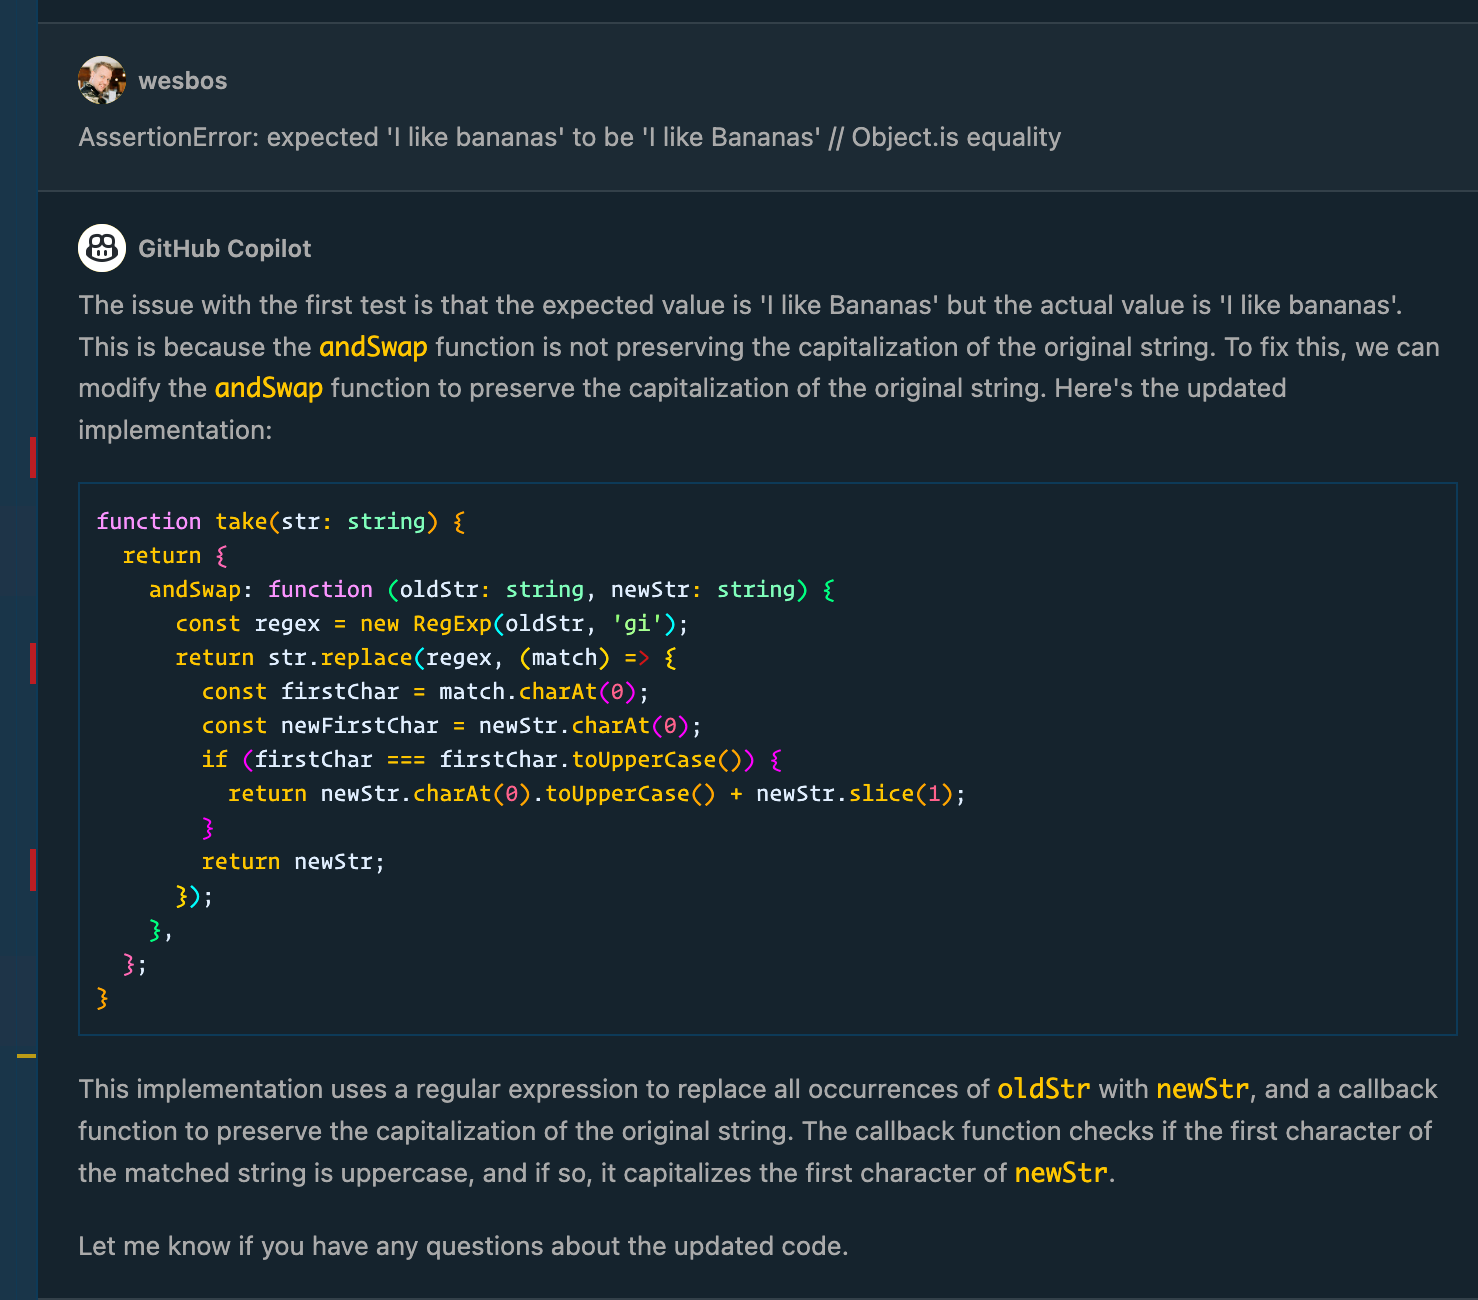 wesbos
AssertionError: expected 'I like bananas' to be 'I like Bananas' // Object.is equality
GitHub Copilot
The issue with the first test is that the expected value is 'I like Bananas' but the actual value is 'I like bananas'.
This is because the andSwap function is not preserving the capitalization of the original string. To fix this, we can
modify the andSwap function to preserve the capitalization of the original string. Here's the updated
implementation:
function take(str: string) {
  return {
    andSwap: function (oldStr: string, newStr: string) {
      const regex = new RegExp(oldStr, 'gi');
      return str.replace(regex, (match) => {
        const firstChar = match.charAt(0);
        const newFirstChar = newStr.charAt(0);
        if (firstChar === firstChar.toUpperCase()) {
          return newStr.charAt(0).toUpperCase() + newStr.slice(1);
        }
        return newStr;
      });
    },
  };
}
This implementation uses a regular expression to replace all occurrences of oldStr with newStr, and a callback
function to preserve the capitalization of the original string. The callback function checks if the first character of
the matched string is uppercase, and if so, it capitalizes the first character of newStr.
Let me know if you have any questions about the updated code.